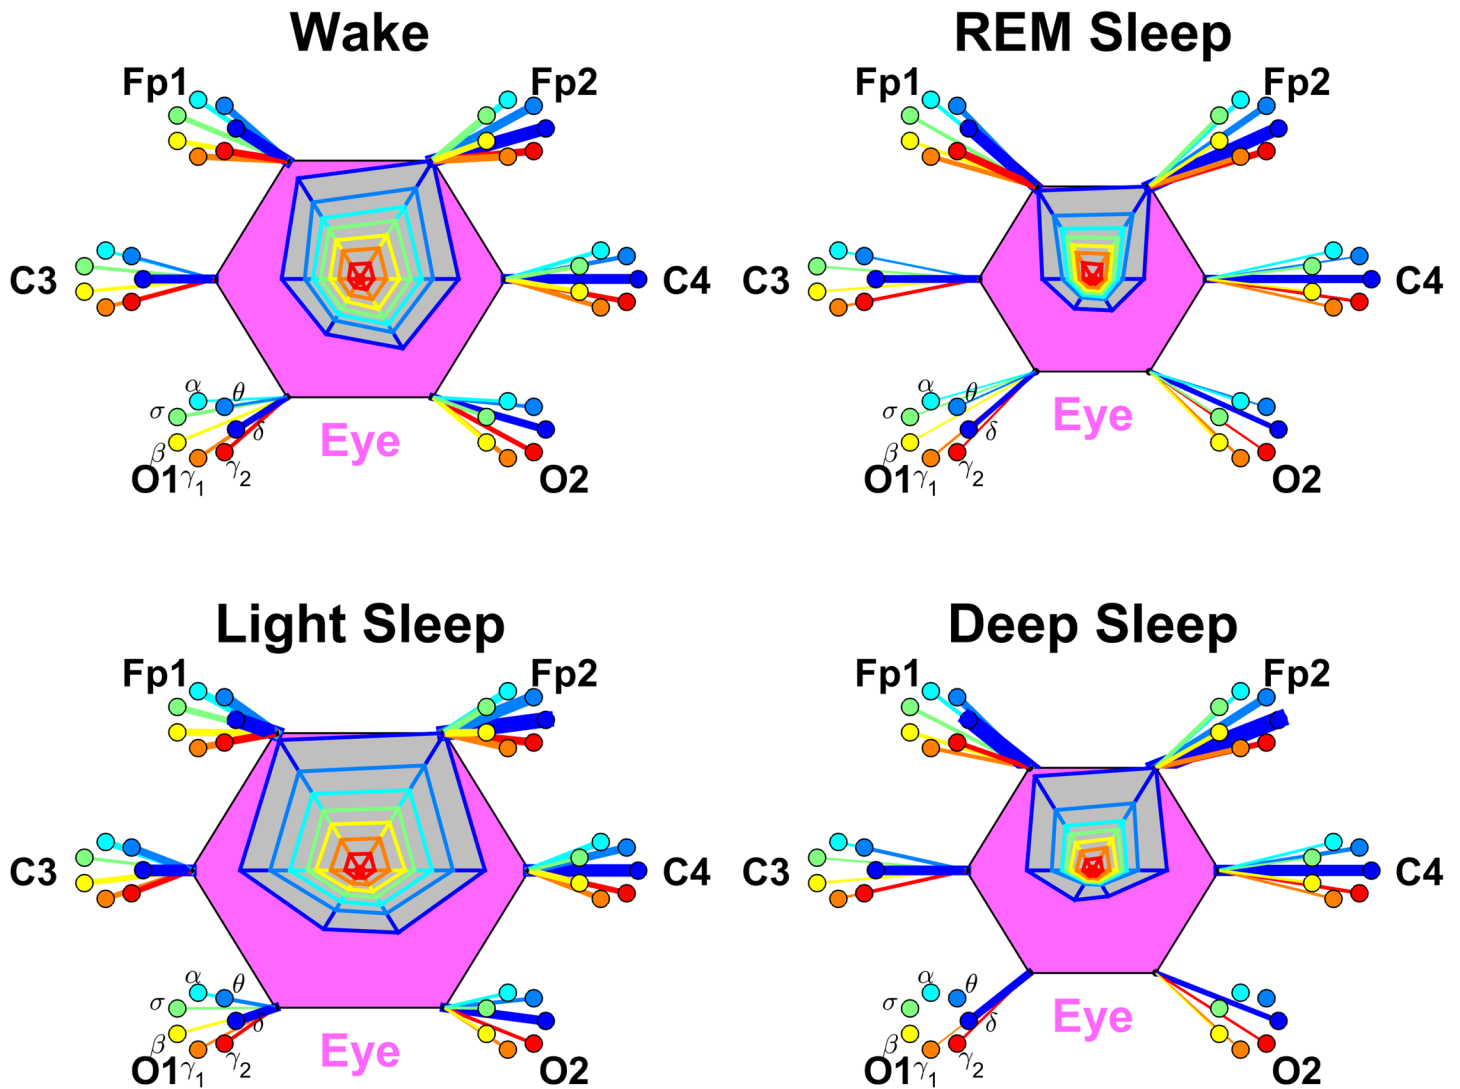 Wake
REM Sleep
Fp1
Fp2
Fp1
Fp2
C3
C4
C3
C4
α
θ
σ
δ
β
O1
γ1
γ2
Eye
O2
α
θ
σ
δ
β
O1
γ1
γ2
Eye
O2
Light Sleep
Deep Sleep
Fp1
Fp2
Fp1
Fp2
C3
C4
C3
C4
α
θ
σ
δ
β
O1
γ1
γ2
Eye
O2
α
θ
σ
δ
β
O1
γ1
γ2
Eye
O2